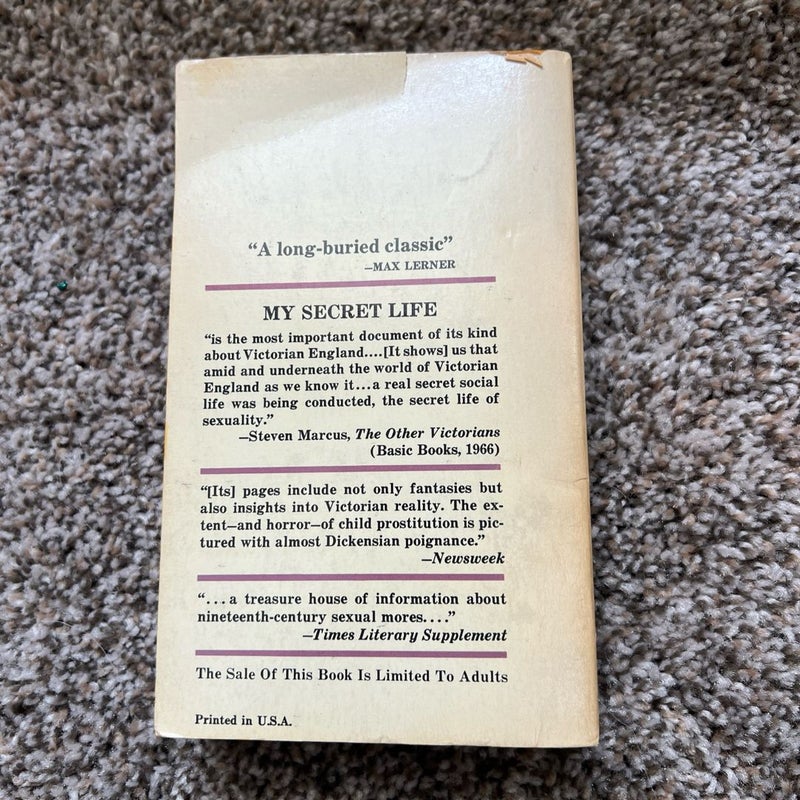 “A long-buried classic”
—MAX LERNER
MY SECRET LIFE
“is the most important document of its kind
about Victorian England....[It shows] us that
amid and underneath the world of Victorian
England as we know it...a real secret social
life was being conducted, the secret life of
sexuality.”
—Steven Marcus, The Other Victorians
(Basic Books, 1966)
“[Its] pages include not only fantasies but
also insights into Victorian reality. The ex-
tent—and horror—of child prostitution is pic-
tured with almost Dickensian poignance.”
—Newsweek
“...a treasure house of information about
nineteenth-century sexual mores....”
—Times Literary Supplement
The Sale Of This Book Is Limited To Adults
Printed in U.S.A.